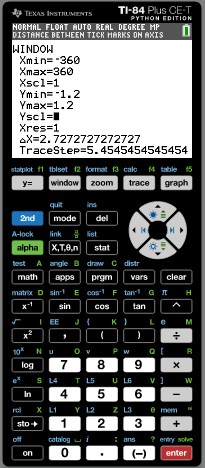 TEXAS INSTRUMENTS TI-84 Plus CE-T
PYTHON EDITION
NORMAL FLOAT AUTO REAL DEGREE MP
DISTANCE BETWEEN TICK MARKS ON AXIS
WINDOW
Xmin=-360
Xmax=360
Xscl=1
Ymin=-1.2
Ymax=1.2
Yscl=
Xres=1
△X=2.7272727272727
TraceStep=5.4545454545454
statplot f1 tblset f2 format f3 calc f4 table f5
y= window zoom trace graph
quit ins
2nd mode del
A-lock link
alpha X,T,θ,n stat
list
test A angle B draw C distr
math apps prgm vars clear
matrix D sin⁻¹ E cos⁻¹ F tan⁻¹ G π H
x⁻¹ sin cos tan ^
√ I EE J { K } L e M
x² , ( ) ÷
10ˣ N u O v P w Q [ R
log 7 8 9 ×
eˣ S L4 T L5 U L6 V ] W
ln 4 5 6 −
rcl X L1 Y L2 Z L3 θ mem "
sto→ 1 2 3 +
off catalog i : ans ? entry solve
on 0 . (−) enter